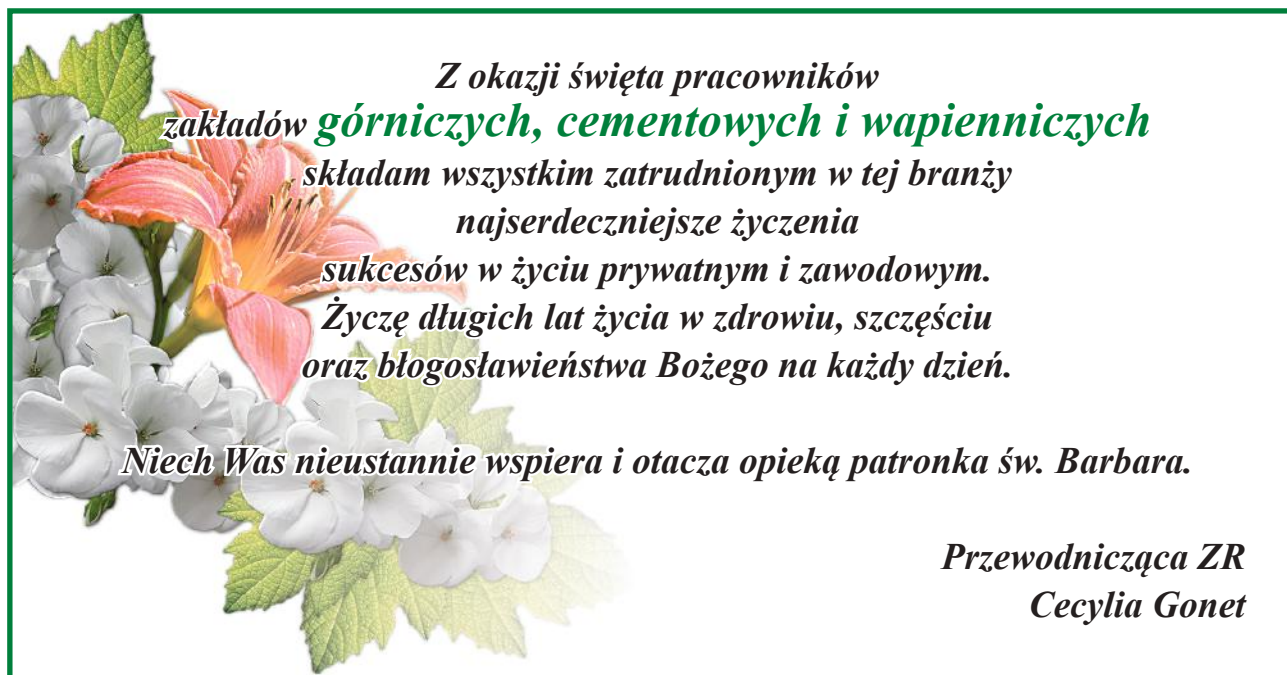 Z okazji święta pracowników
zakładów górniczych, cementowych i wapienniczych
składam wszystkim zatrudnionym w tej branży
najserdeczniejsze życzenia
sukcesów w życiu prywatnym i zawodowym.
Życzę długich lat życia w zdrowiu, szczęściu
oraz błogosławieństwa Bożego na każdy dzień.
Niech Was nieustannie wspiera i otacza opieką patronka św. Barbara.
Przewodnicząca ZR
Cecylia Gonet